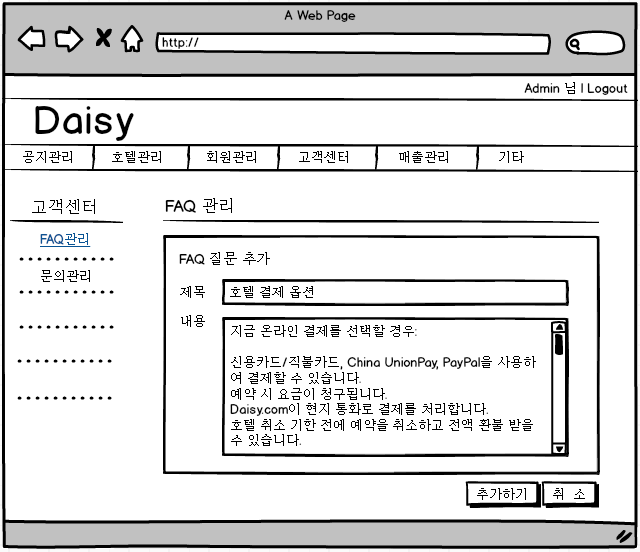 A Web Page
http://
Admin 님 | Logout
Daisy
공지관리 호텔관리 회원관리 고객센터 매출관리 기타
고객센터
FAQ관리
문의관리
FAQ 관리
FAQ 질문 추가
제목 호텔 결제 옵션
내용
지금 온라인 결제를 선택할 경우:
신용카드/직불카드, China UnionPay, PayPal을 사용하
여 결제할 수 있습니다.
예약 시 요금이 청구됩니다.
Daisy.com이 현지 통화로 결제를 처리합니다.
호텔 취소 기한 전에 예약을 취소하고 전액 환불 받을
수 있습니다.
추가하기 취 소